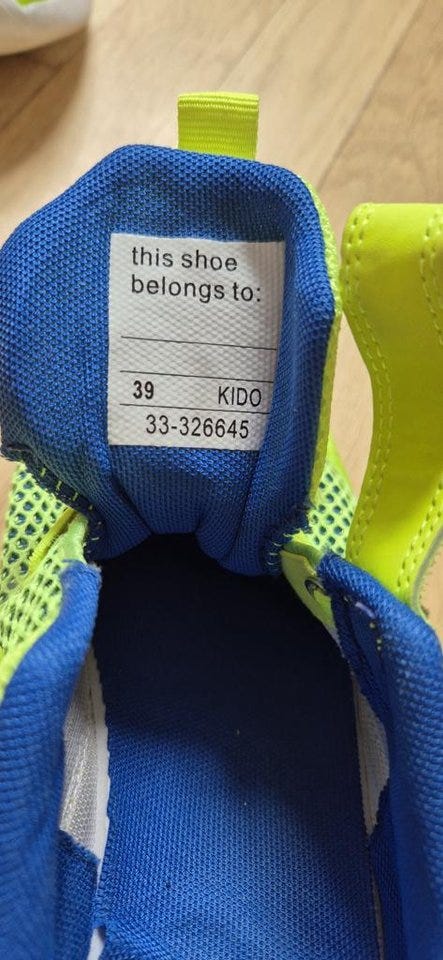 this shoe
belongs to:
39 KIDO
33-326645